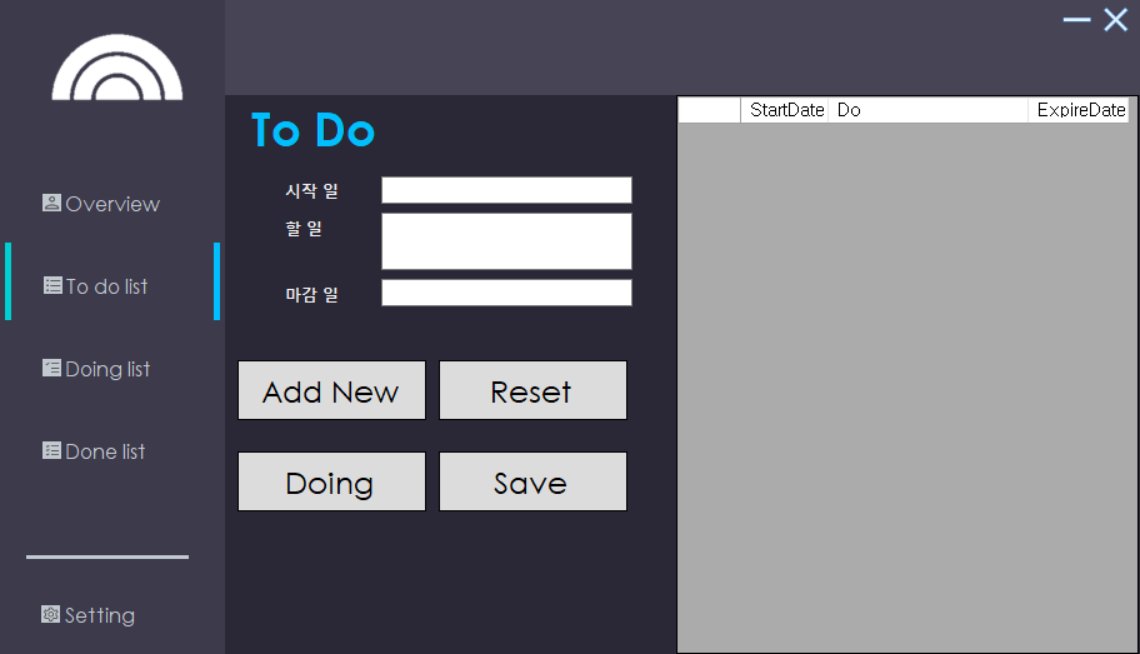 Overview
To do list
Doing list
Done list
Setting
To Do
시작 일
할 일
마감 일
Add New
Reset
Doing
Save
StartDate
Do
ExpireDate